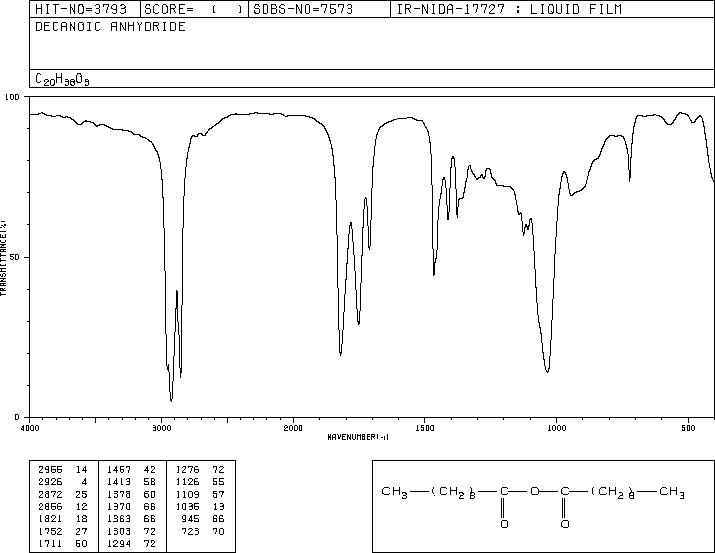 HIT-NO=3793 SCORE= ( ) SDBS-NO=7573 IR-NIDA-17727 : LIQUID FILM
DECANOIC ANHYDRIDE
C20H38O3
100
50
0
TRANSMITTANCE(%)
4000 3000 2000 1500 1000 500
WAVENUMBER(-1)
2956 14 1467 42 1276 72
2926 4 1413 58 1126 55
2872 25 1378 60 1109 57
2856 12 1370 66 1036 13
1821 18 1363 66 945 66
1752 27 1303 72 723 70
1711 60 1294 72
CH3—(CH2)8—C—O—C—(CH2)8—CH3
O O